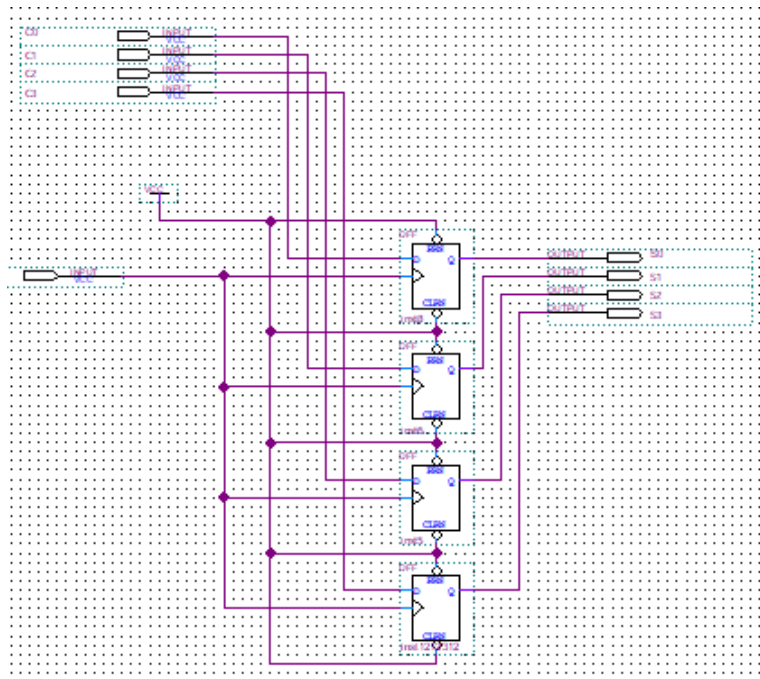 C0 INPUT VCC
C1 INPUT VCC
C2 INPUT VCC
C3 INPUT VCC
VCC
INPUT VCC
DFF
PRN
D Q
CLRN
OUTPUT S0
OUTPUT S1
OUTPUT S2
OUTPUT S3
DFF
PRN
D Q
CLRN
DFF
PRN
D Q
CLRN
inst5
DFF
PRN
D Q
CLRN